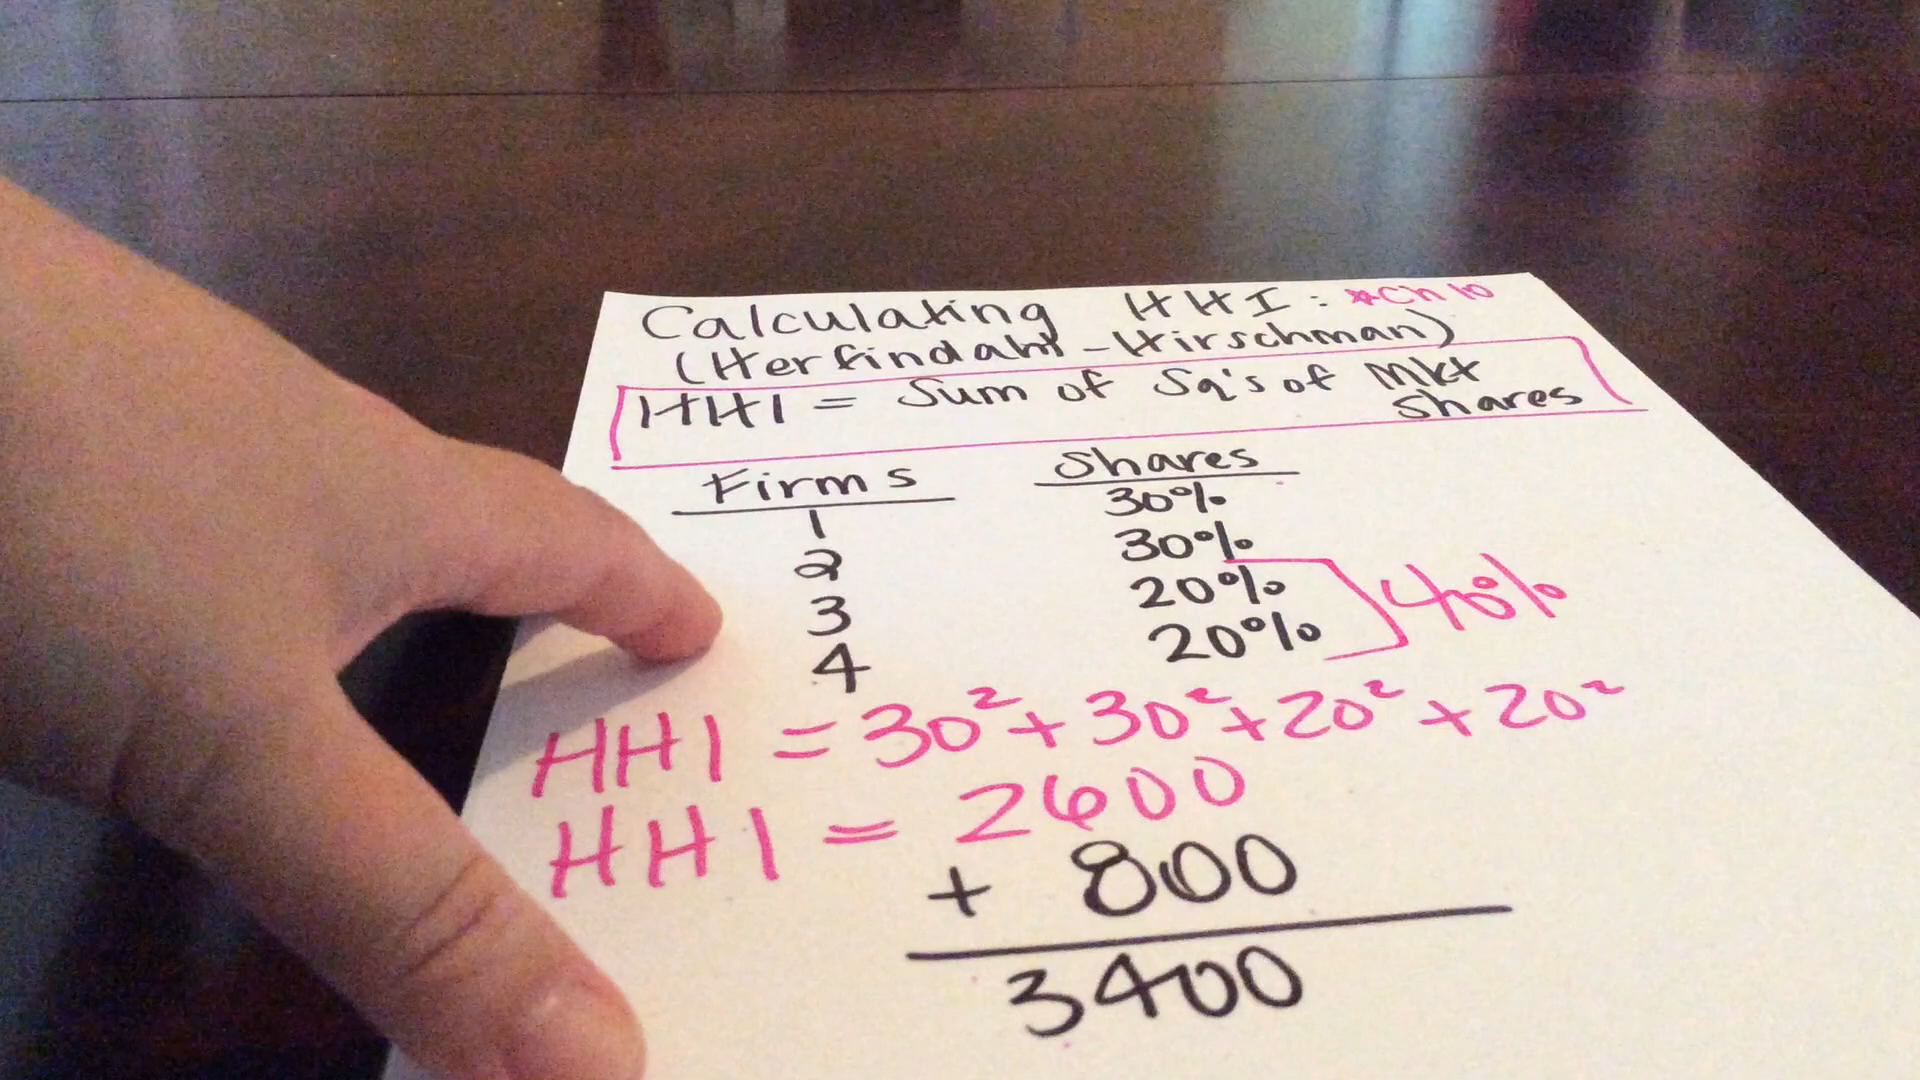 Calculating HHI: *Ch 10
(Herfindahl-Hirschman)
HHI = Sum of Sq's of Mkt
Shares
Firms Shares
1 30%
2 30%
3 20%
4 20%
40%
HHI = 30² + 30² + 20² + 20²
HHI = 2600
+ 800
3400